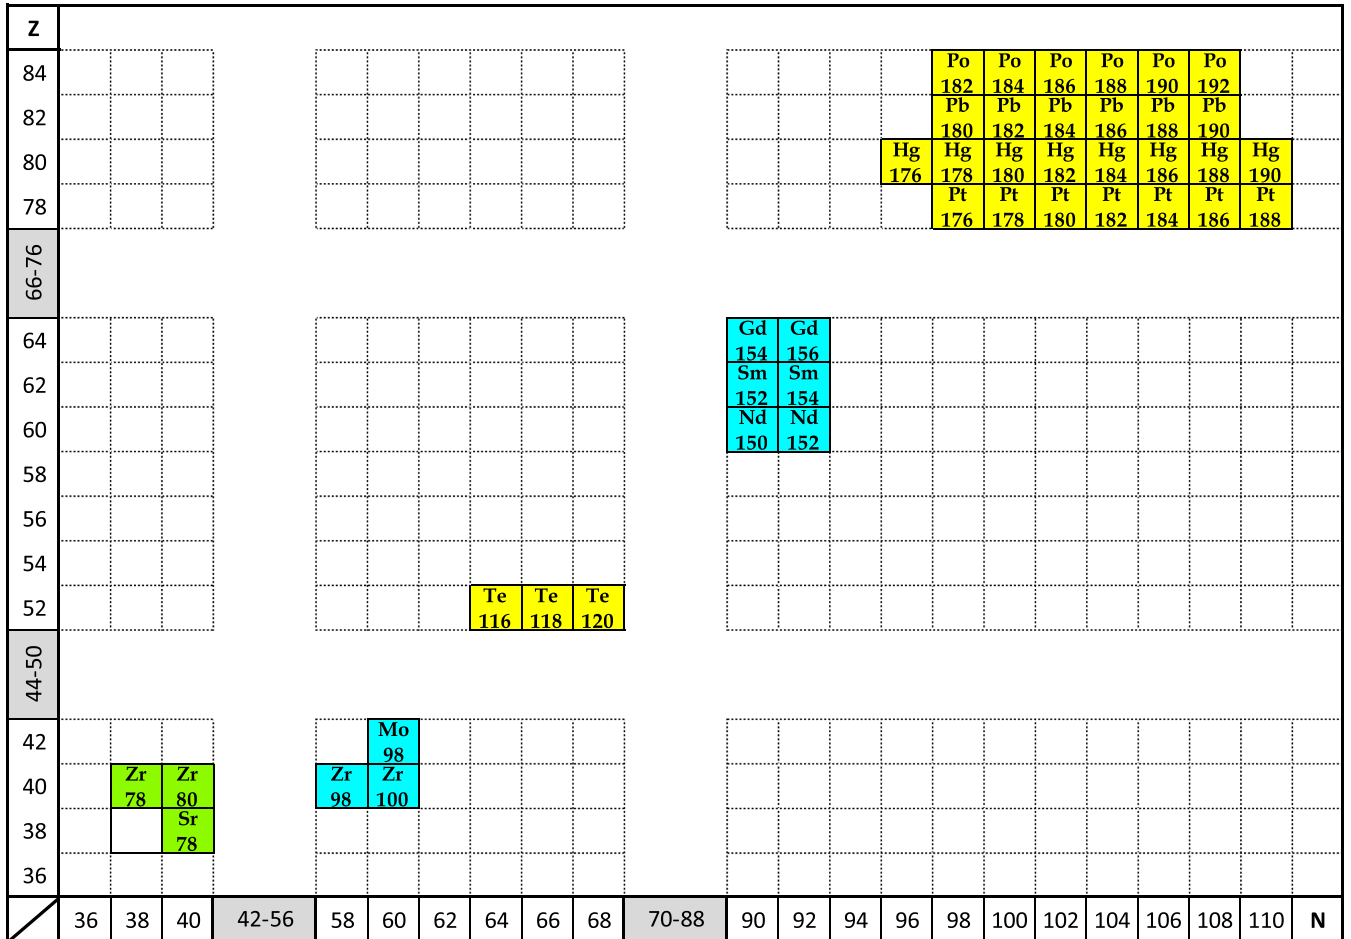 Z
84
Po Po Po Po Po Po
182 184 186 188 190 192
82
Pb Pb Pb Pb Pb Pb
180 182 184 186 188 190
80
Hg Hg Hg Hg Hg Hg Hg Hg
176 178 180 182 184 186 188 190
78
Pt Pt Pt Pt Pt Pt Pt
176 178 180 182 184 186 188
66-76
64
Gd Gd
154 156
62
Sm Sm
152 154
60
Nd Nd
150 152
58
56
54
52
Te Te Te
116 118 120
44-50
42
Mo
98
40
Zr Zr Zr Zr
78 80 98 100
38
Sr
78
36
36 38 40 42-56 58 60 62 64 66 68 70-88 90 92 94 96 98 100 102 104 106 108 110 N